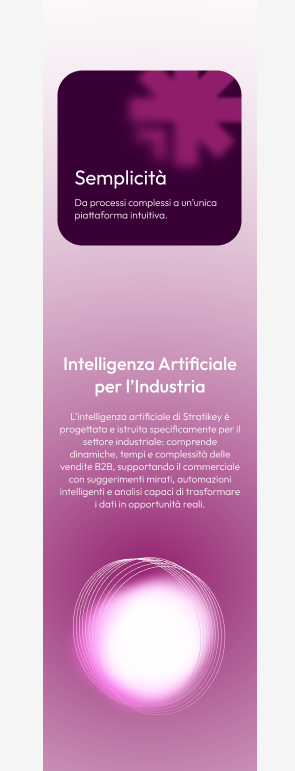 Semplicità
Da processi complessi a un'unica
piattaforma intuitiva.
Intelligenza Artificiale
per l'Industria
L'intelligenza artificiale di Stratikey è
progettata e istruita specificamente per il
settore industriale: comprende
dinamiche, tempi e complessità delle
vendite B2B, supportando il commerciale
con suggerimenti mirati, automazioni
intelligenti e analisi capaci di trasformare
i dati in opportunità reali.